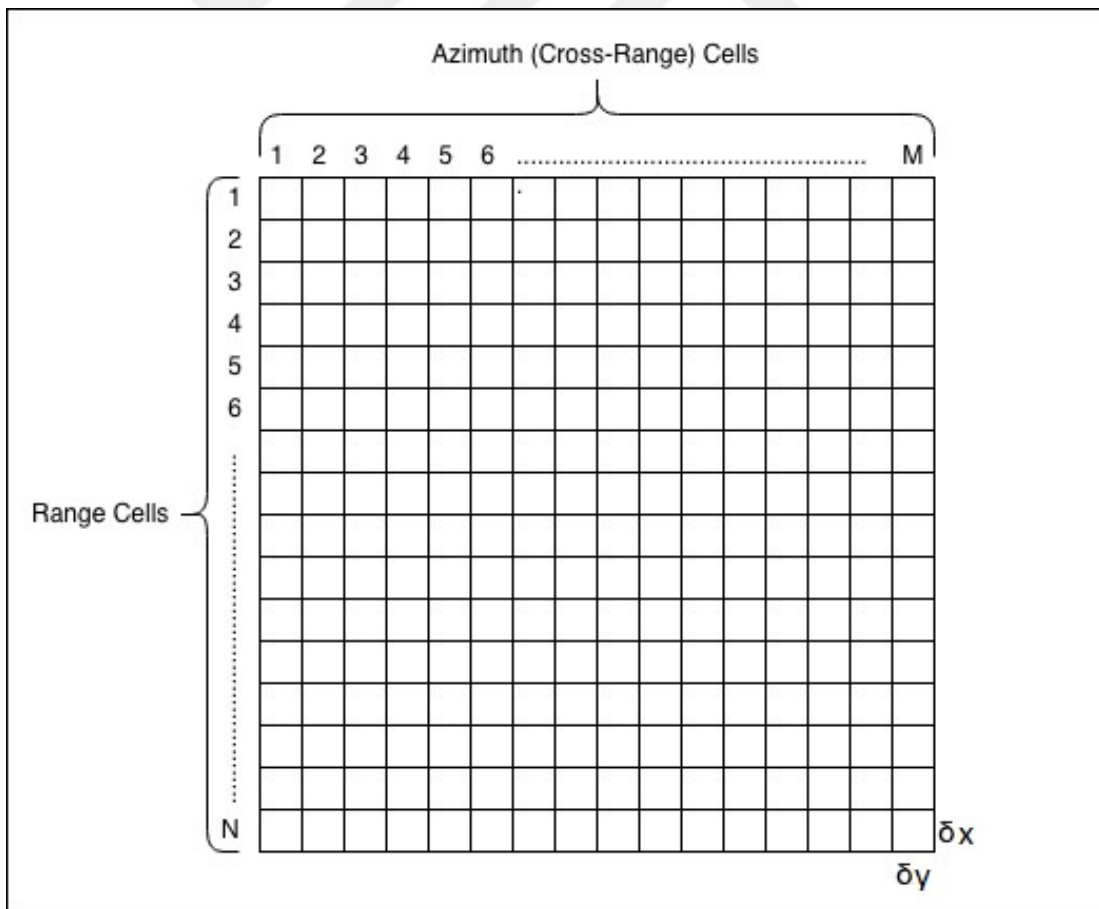 Azimuth (Cross-Range) Cells
1 2 3 4 5 6 ................................................. M
1
2
3
4
5
6
Range Cells
N
δx
δy